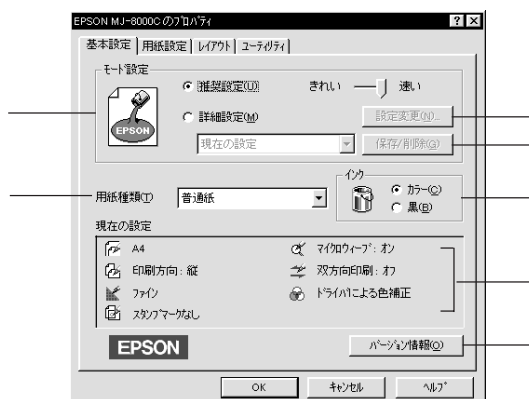 EPSON MJ-8000C のプロパティ
基本設定 用紙設定 レイアウト ユーティリティ
モード設定
推奨設定(U) きれい 速い
詳細設定(M) 設定変更(N)...
現在の設定 保存/削除(G)
EPSON
用紙種類(T) 普通紙
インク
カラー(C)
黒(B)
現在の設定
A4 マイクロウィーブ: オン
印刷方向: 縦 双方向印刷: オフ
ファイン ドライバによる色補正
スタンプマークなし
EPSON バージョン情報(O)
OK キャンセル ヘルプ